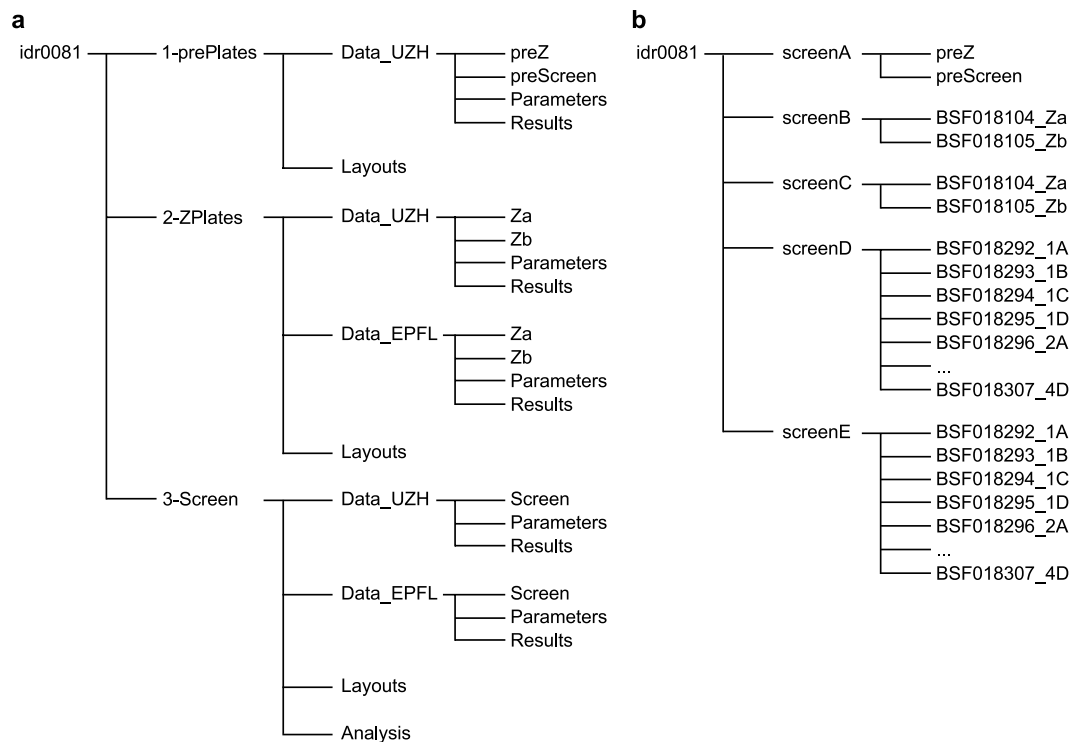 a
idr0081
1-prePlates
Data_UZH
preZ
preScreen
Parameters
Results
Layouts
2-ZPlates
Data_UZH
Za
Zb
Parameters
Results
Data_EPFL
Za
Zb
Parameters
Results
Layouts
3-Screen
Data_UZH
Screen
Parameters
Results
Data_EPFL
Screen
Parameters
Results
Layouts
Analysis
b
idr0081
screenA
preZ
preScreen
screenB
BSF018104_Za
BSF018105_Zb
screenC
BSF018104_Za
BSF018105_Zb
screenD
BSF018292_1A
BSF018293_1B
BSF018294_1C
BSF018295_1D
BSF018296_2A
...
BSF018307_4D
screenE
BSF018292_1A
BSF018293_1B
BSF018294_1C
BSF018295_1D
BSF018296_2A
...
BSF018307_4D